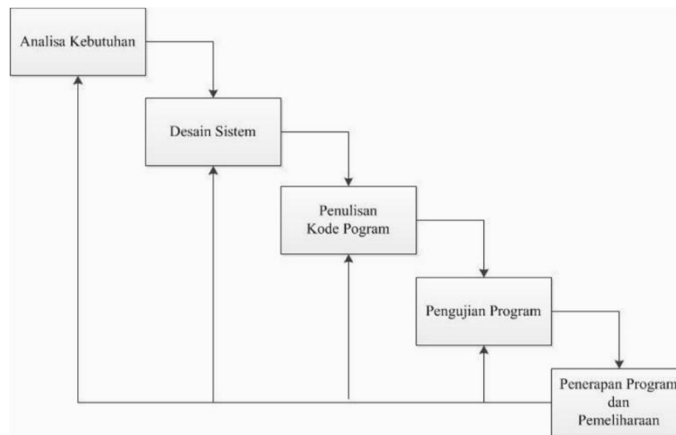 Analisa Kebutuhan
Desain Sistem
Penulisan
Kode Pogram
Pengujian Program
Penerapan Program
dan
Pemeliharaan